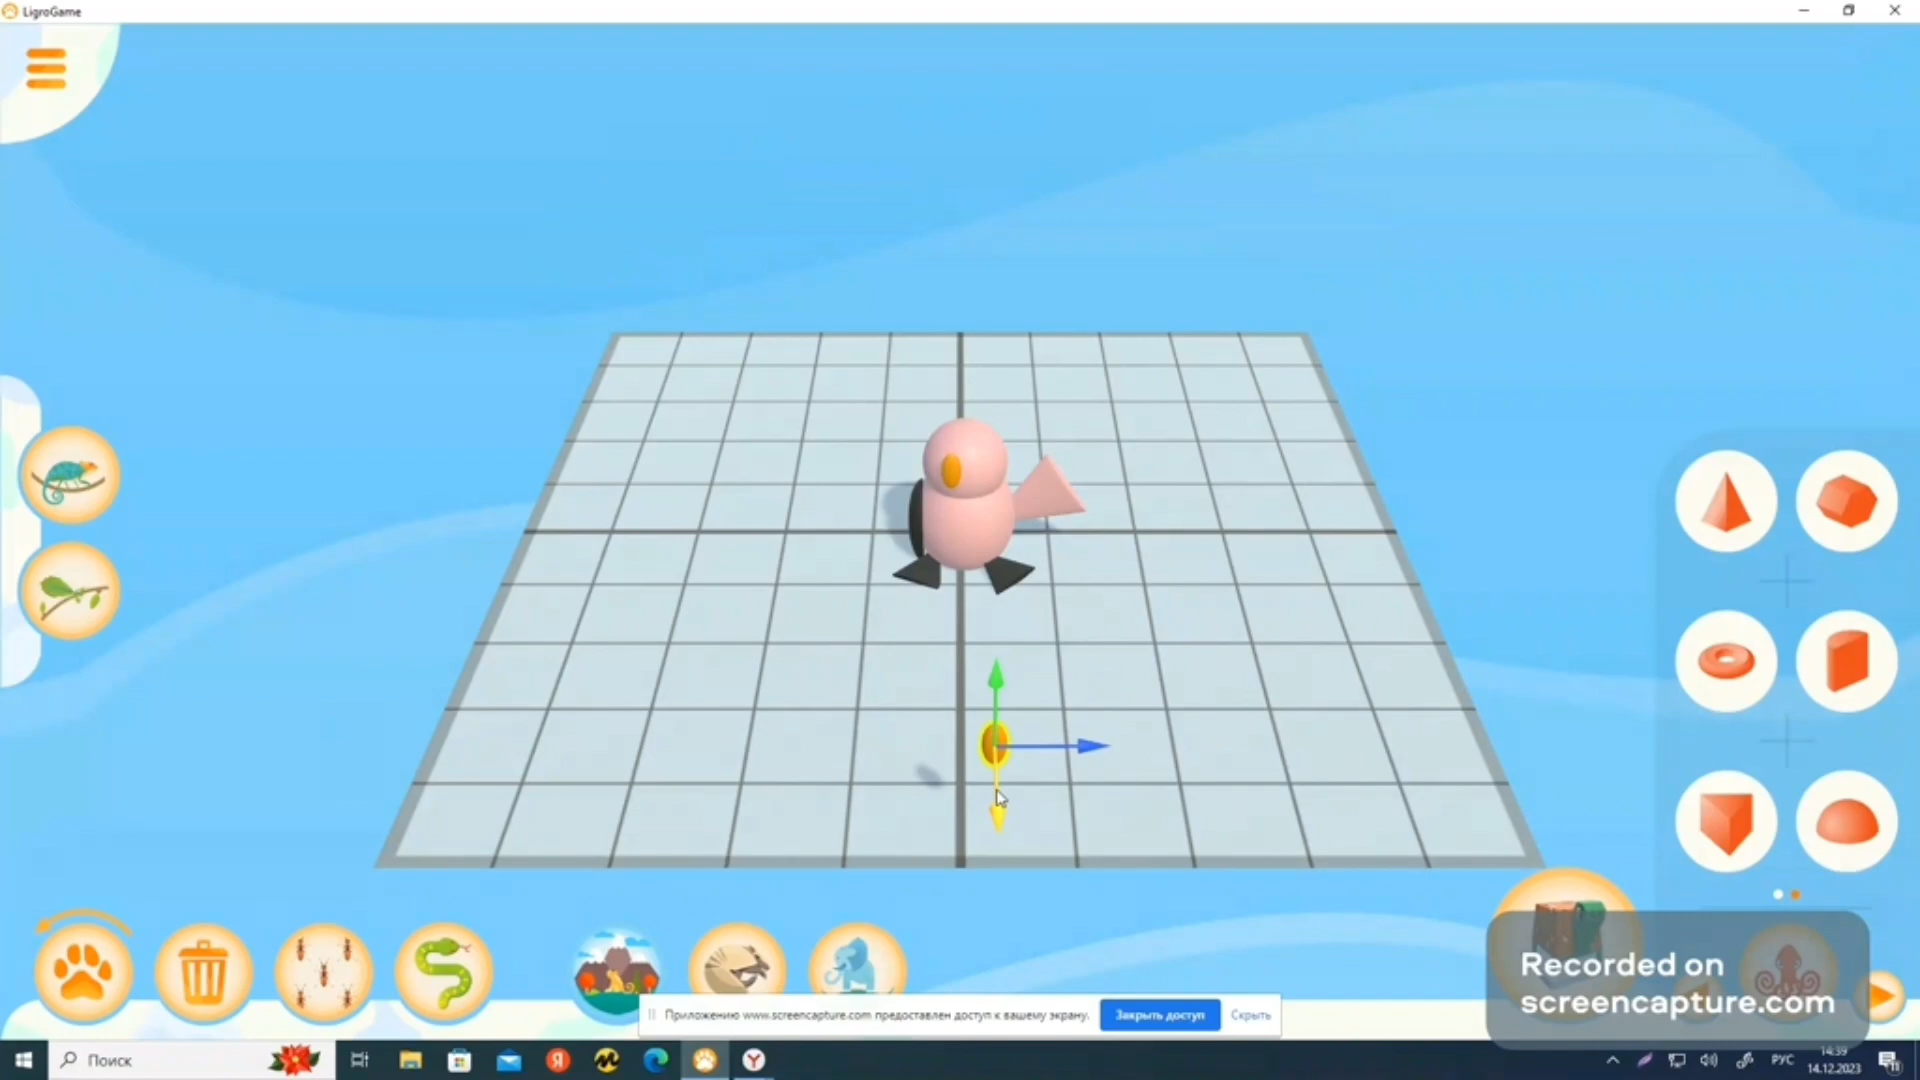 LigroGame
Recorded on
screencapture.com
Приложению www.screencapture.com предоставлен доступ к вашему экрану.
Закрыть доступ
Скрыть
Поиск
РУС
14:39
14.12.2023